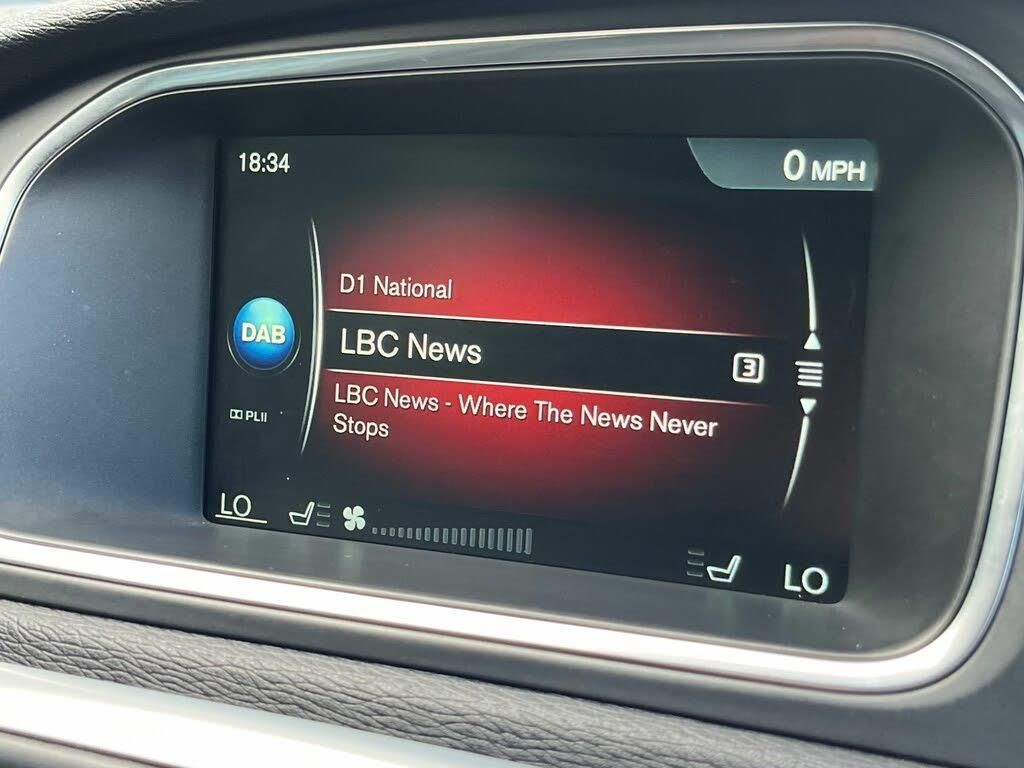 18:34
0 MPH
D1 National
DAB
LBC News
3
LBC News - Where The News Never
Stops
PLII
LO
LO